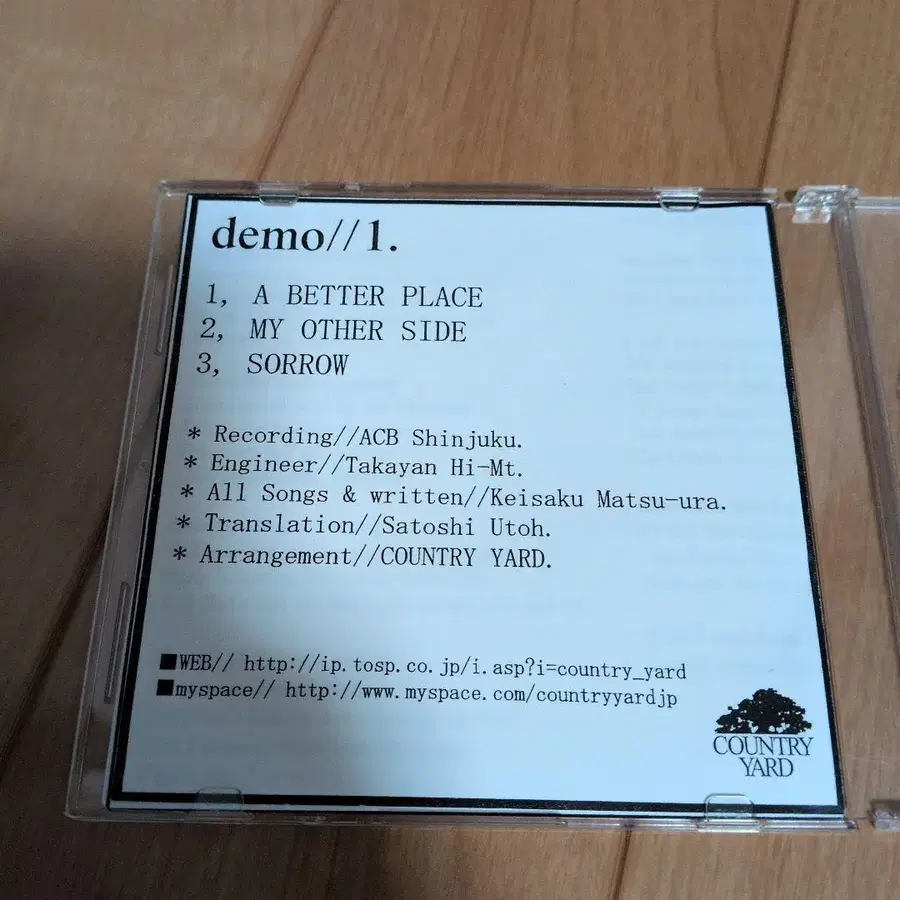 demo//1.
1, A BETTER PLACE
2, MY OTHER SIDE
3, SORROW
* Recording//ACB Shinjuku.
* Engineer//Takayan Hi-Mt.
* All Songs & written//Keisaku Matsu-ura.
* Translation//Satoshi Utoh.
* Arrangement//COUNTRY YARD.
■WEB// http://ip.tosp.co.jp/i.asp?i=country_yard
■myspace// http://www.myspace.com/countryyardjp
COUNTRY
YARD